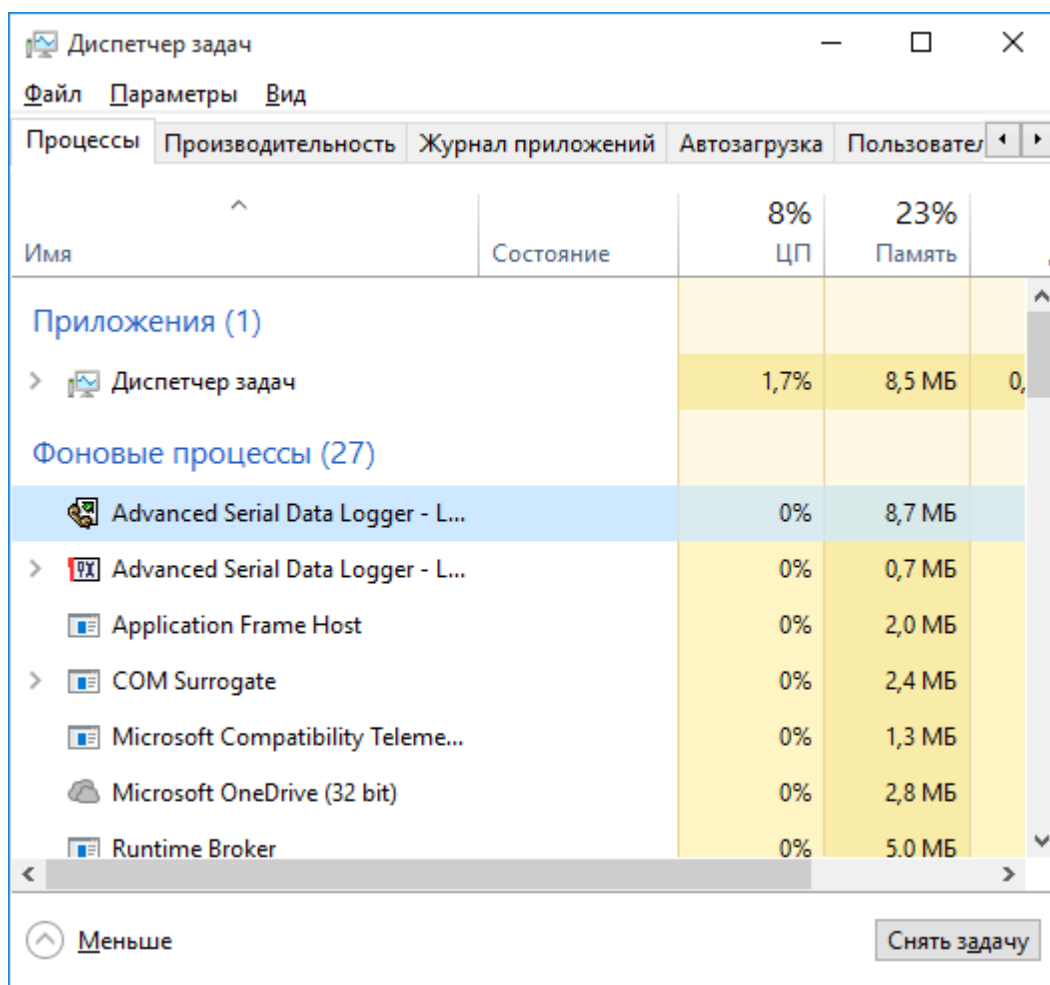 Диспетчер задач
Файл Параметры Вид
Процессы Производительность Журнал приложений Автозагрузка
8% 23%
Имя Состояние ЦП Память
Приложения (1)
Диспетчер задач 1,7% 8,5 МБ 0,
Фоновые процессы (27)
Advanced Serial Data Logger - L... 0% 8,7 МБ
Advanced Serial Data Logger - L... 0% 0,7 МБ
Application Frame Host 0% 2,0 МБ
COM Surrogate 0% 2,4 МБ
Microsoft Compatibility Teleme... 0% 1,3 МБ
Microsoft OneDrive (32 bit) 0% 2,8 МБ
Runtime Broker 0% 5,0 МБ
Меньше Снять задачу